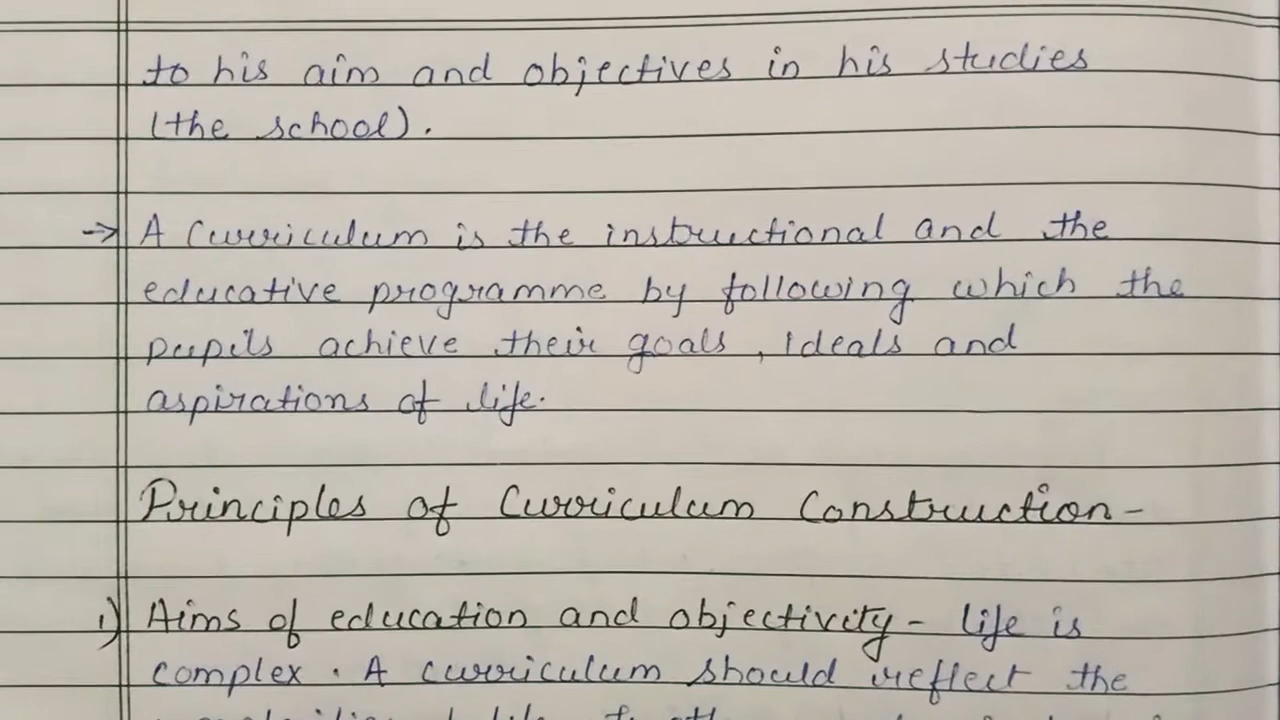 to his aim and objectives in his studies
(the school).
→ A Curriculum is the instructional and the
educative programme by following which the
pupils achieve their goals, Ideals and
aspirations of life.
Principles of Curriculum Construction-
1) Aims of education and objectivity - life is
complex. A curriculum should reflect the